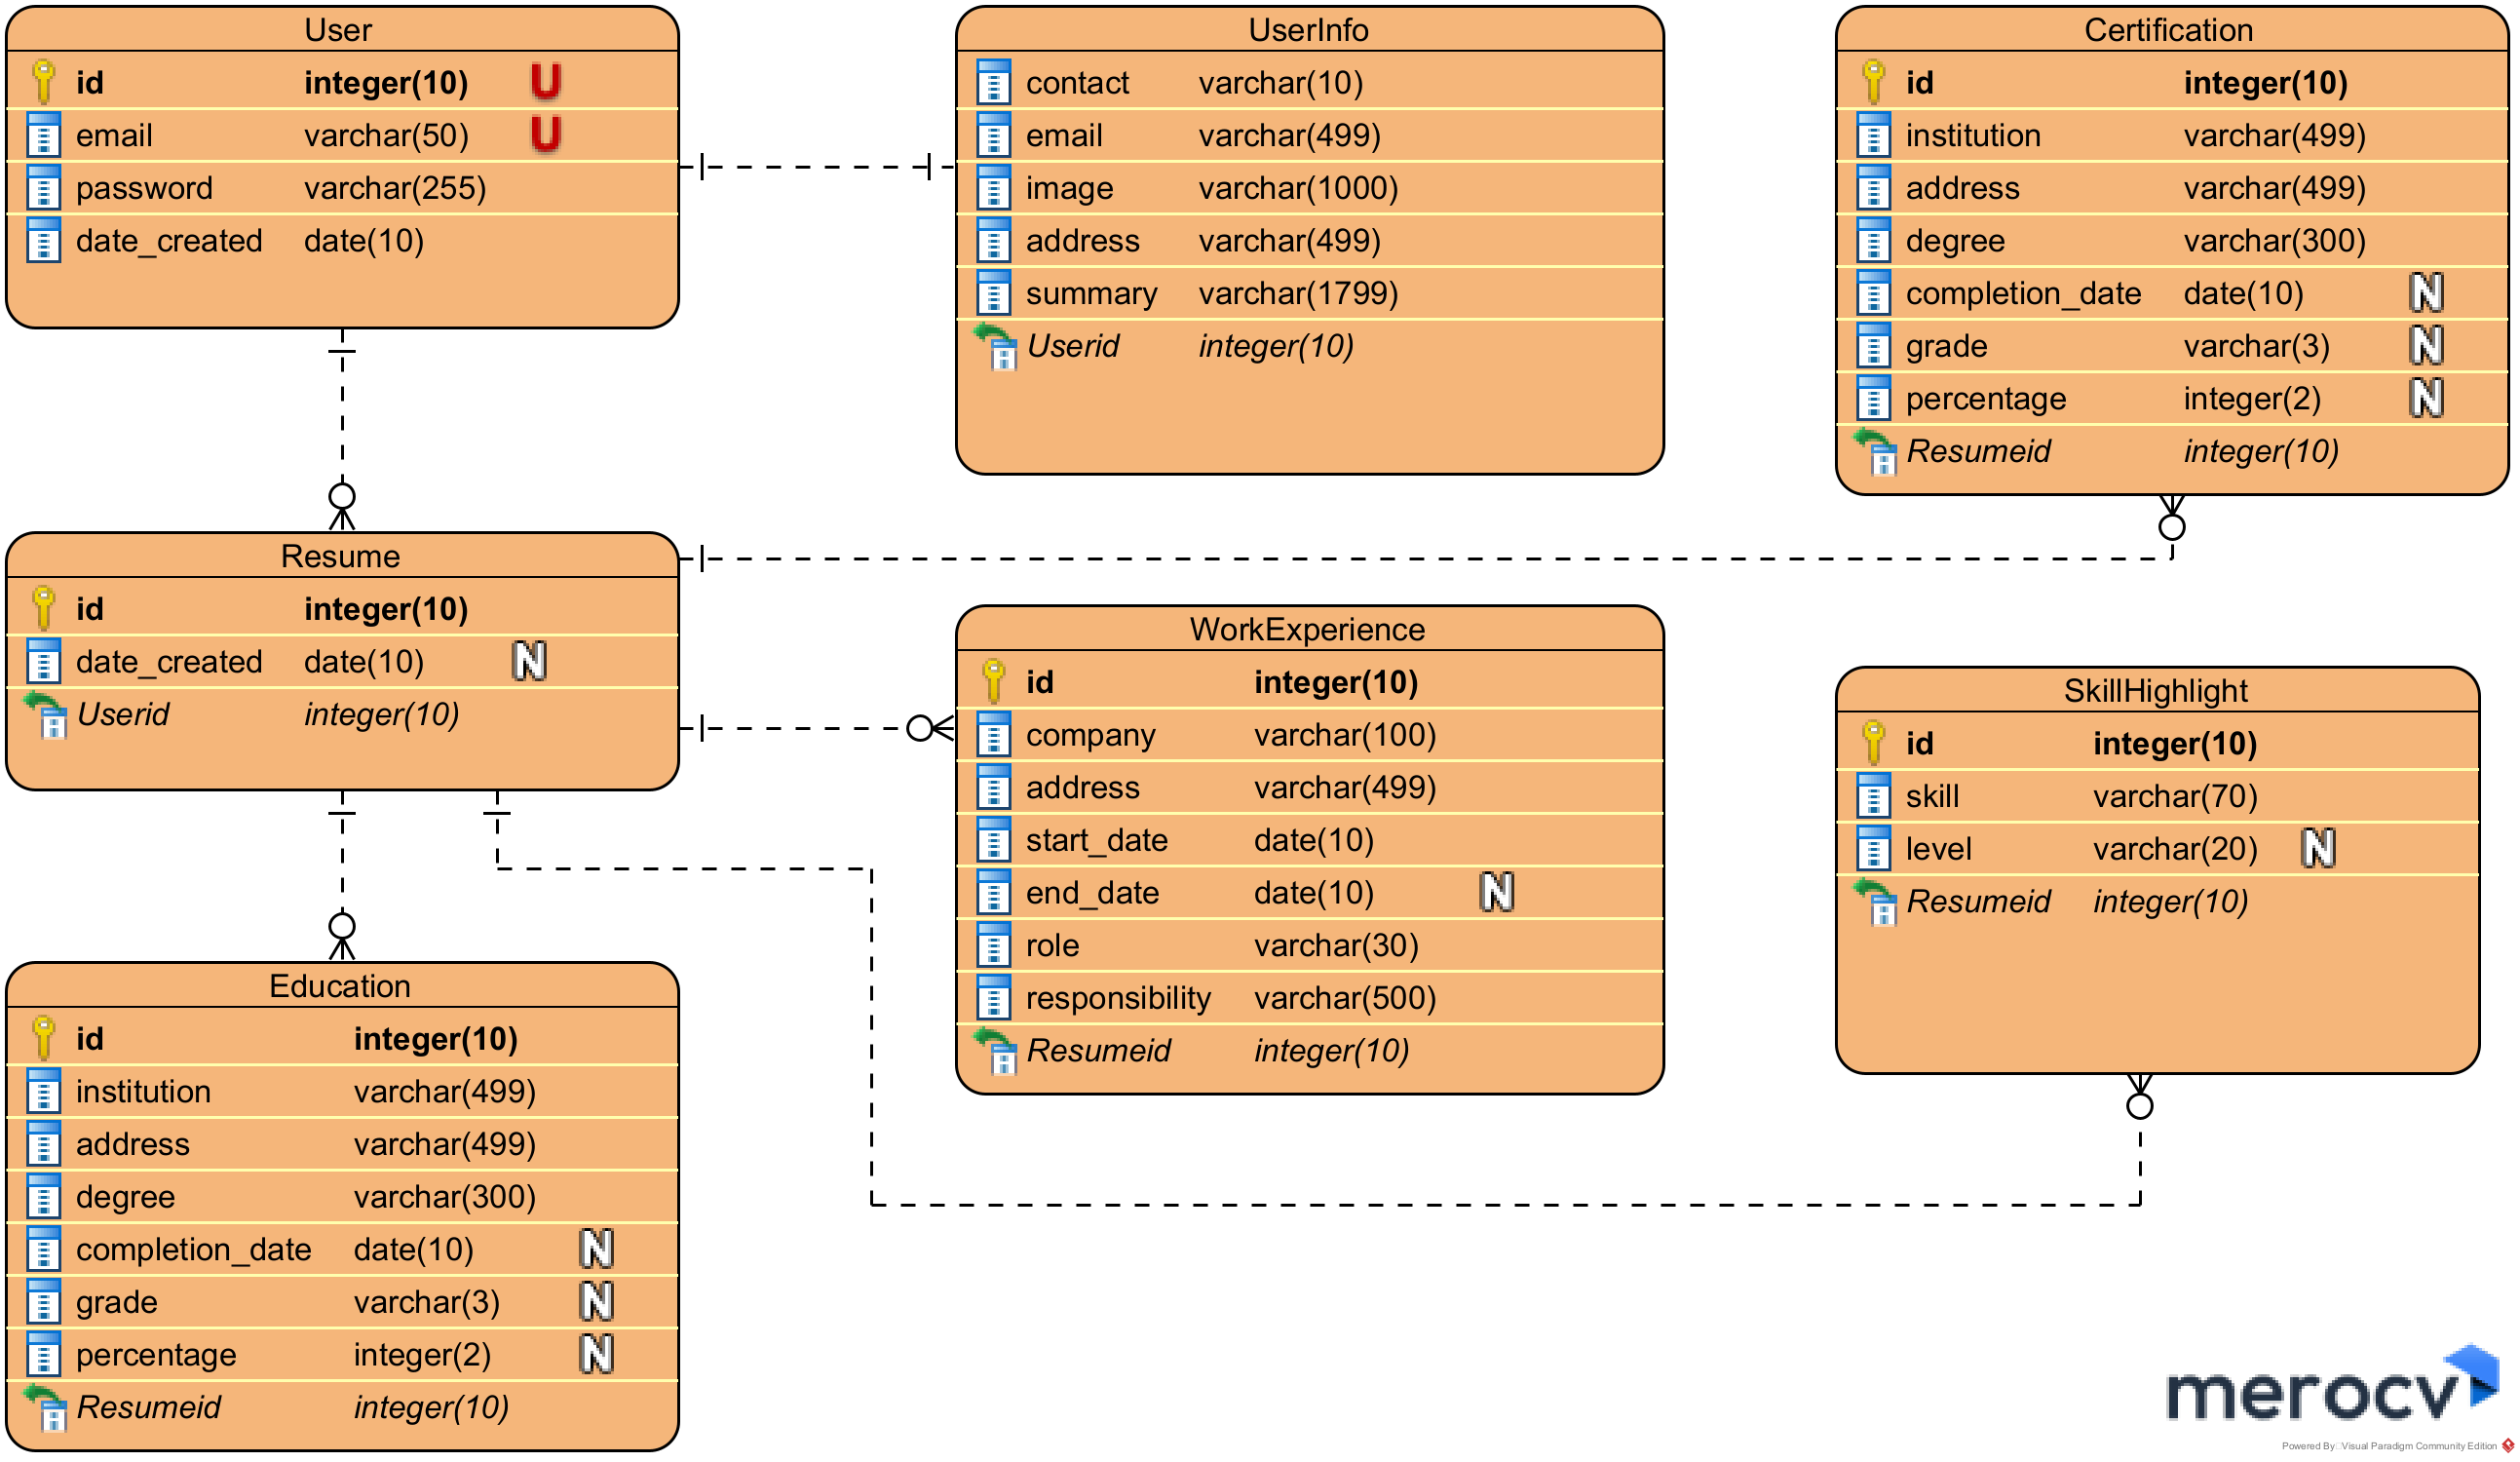 User
id integer(10) U
email varchar(50) U
password varchar(255)
date_created date(10)
UserInfo
contact varchar(10)
email varchar(499)
image varchar(1000)
address varchar(499)
summary varchar(1799)
Userid integer(10)
Certification
id integer(10)
institution varchar(499)
address varchar(499)
degree varchar(300)
completion_date date(10) N
grade varchar(3) N
percentage integer(2) N
Resumeid integer(10)
Resume
id integer(10)
date_created date(10) N
Userid integer(10)
WorkExperience
id integer(10)
company varchar(100)
address varchar(499)
start_date date(10)
end_date date(10) N
role varchar(30)
responsibility varchar(500)
Resumeid integer(10)
SkillHighlight
id integer(10)
skill varchar(70)
level varchar(20) N
Resumeid integer(10)
Education
id integer(10)
institution varchar(499)
address varchar(499)
degree varchar(300)
completion_date date(10) N
grade varchar(3) N
percentage integer(2) N
Resumeid integer(10)
merocv
Powered By Visual Paradigm Community Edition